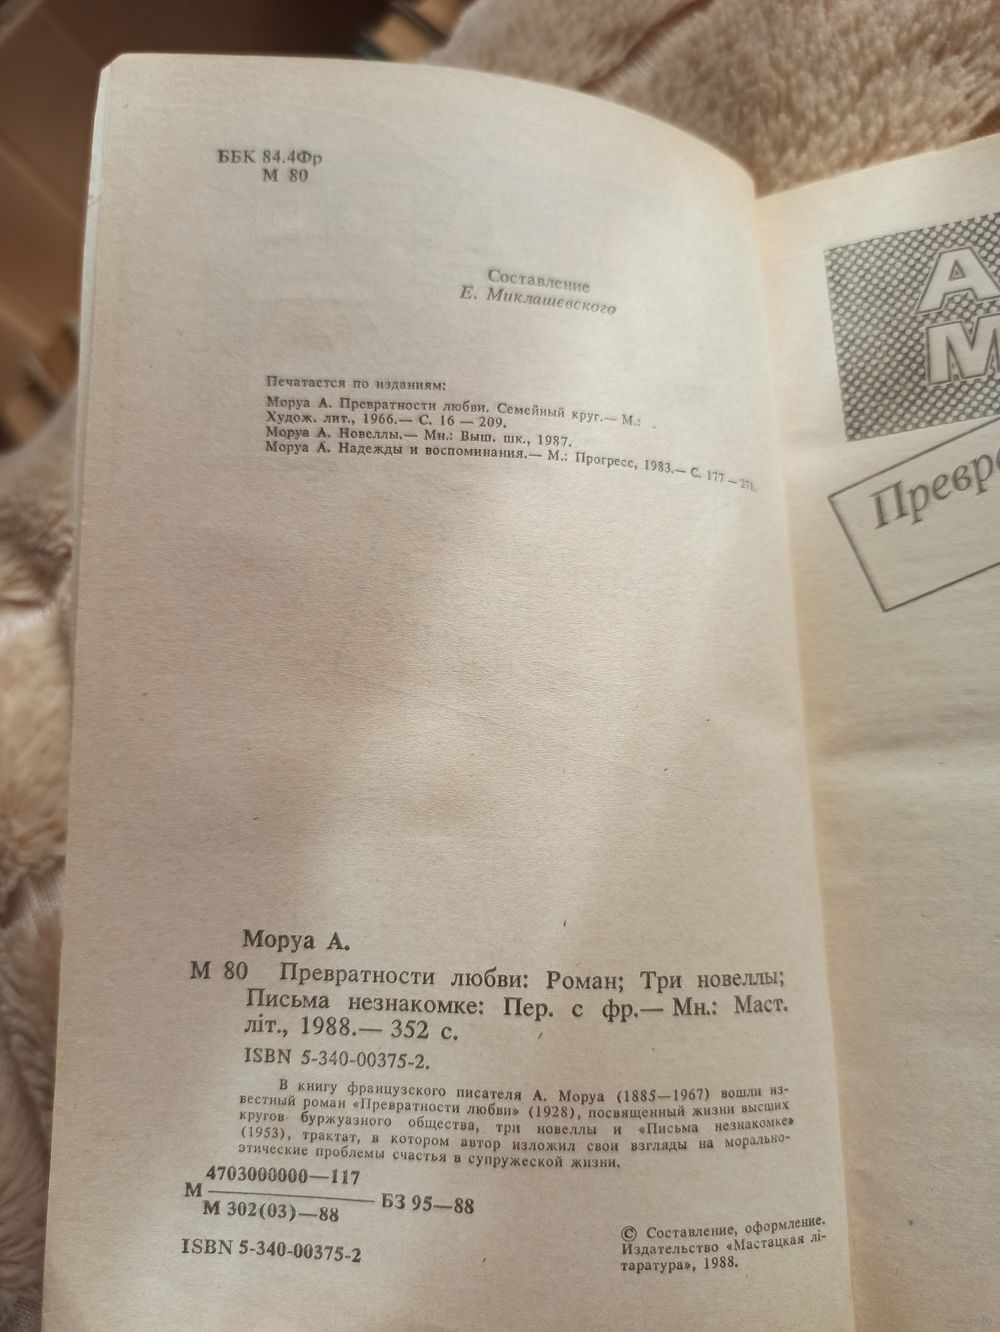 ББК 84.4Фр
М 80
Составление
Е. Миклашевского
Печатается по изданиям:
Моруа А. Превратности любви. Семейный круг.— М.:
Худож. лит., 1966.— С. 16 — 209.
Моруа А. Новеллы.— Мн.: Выш. шк., 1987.
Моруа А. Надежды и воспоминания.— М.: Прогресс, 1983.— С. 177 — 271.
Моруа А.
М 80 Превратности любви: Роман; Три новеллы;
Письма незнакомке: Пер. с фр.— Мн.: Маст.
літ., 1988.— 352 с.
ISBN 5-340-00375-2.
В книгу французского писателя А. Моруа (1885—1967) вошли из-
вестный роман «Превратности любви» (1928), посвященный жизни высших
кругов буржуазного общества, три новеллы и «Письма незнакомке»
(1953), трактат, в котором автор изложил свои взгляды на морально-
этические проблемы счастья в супружеской жизни.
4703000000—117
М БЗ 95—88
М 302(03)—88
ISBN 5-340-00375-2
© Составление, оформление.
Издательство «Мастацкая лі-
таратура», 1988.
А
М
Превра
www.ay.by